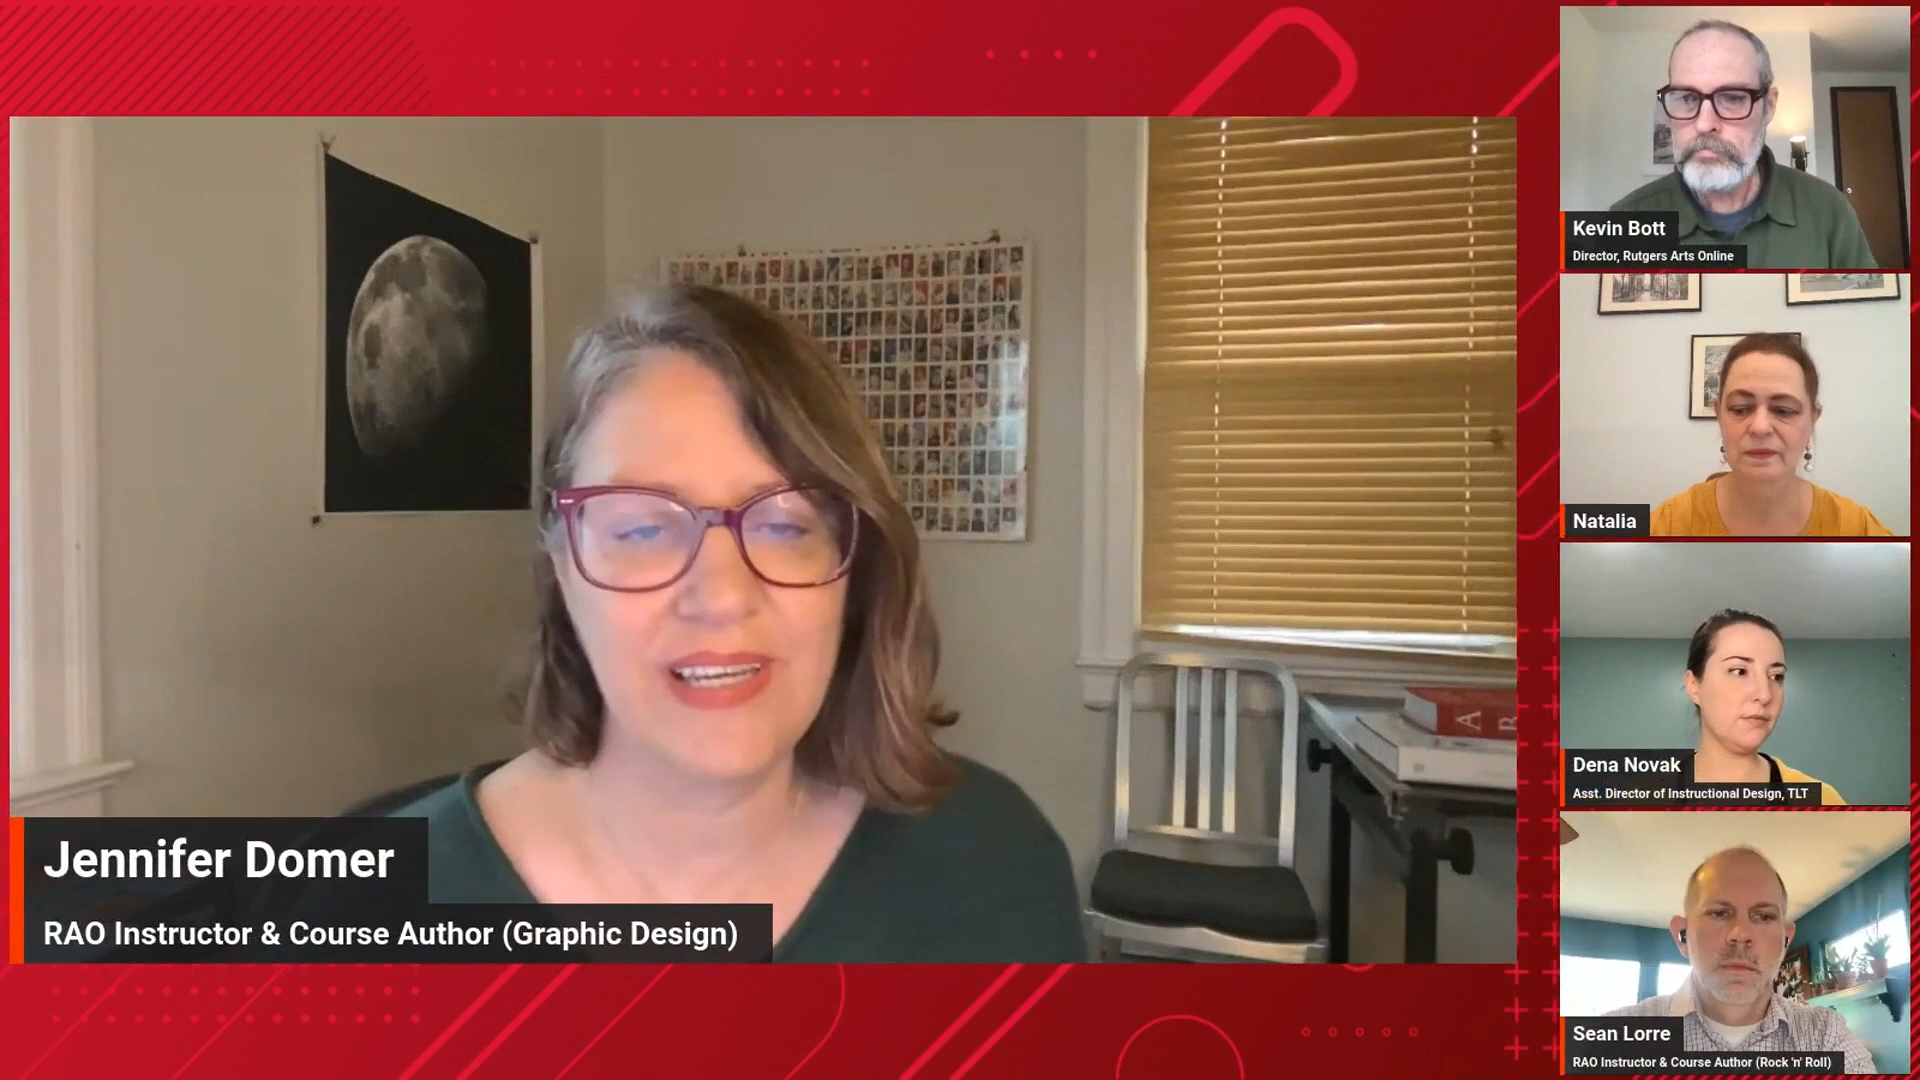 Jennifer Domer
RAO Instructor & Course Author (Graphic Design)
Kevin Bott
Director, Rutgers Arts Online
Natalia
Dena Novak
Asst. Director of Instructional Design, TLT
Sean Lorre
RAO Instructor & Course Author (Rock 'n' Roll)
A